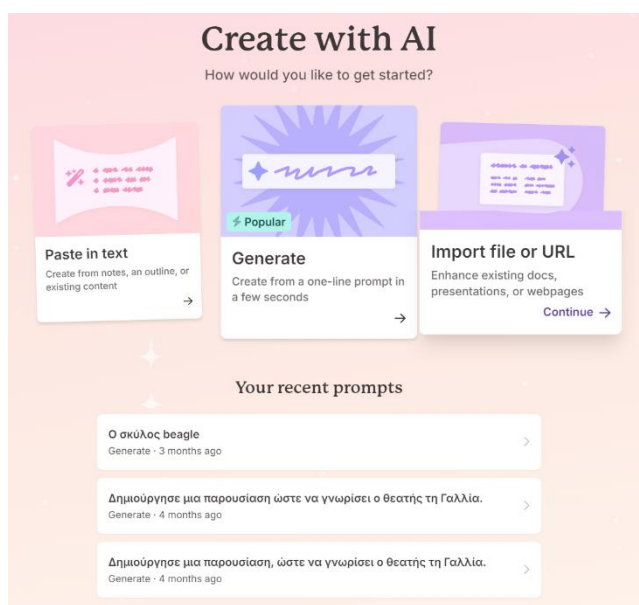 Create with AI
How would you like to get started?
Paste in text
Create from notes, an outline, or
existing content
Popular
Generate
Create from a one-line prompt in
a few seconds
Import file or URL
Enhance existing docs,
presentations, or webpages
Continue →
Your recent prompts
Ο σκύλος beagle
Generate · 3 months ago
Δημιούργησε μια παρουσίαση ώστε να γνωρίσει ο θεατής τη Γαλλία.
Generate · 4 months ago
Δημιούργησε μια παρουσίαση, ώστε να γνωρίσει ο θεατής τη Γαλλία.
Generate · 4 months ago